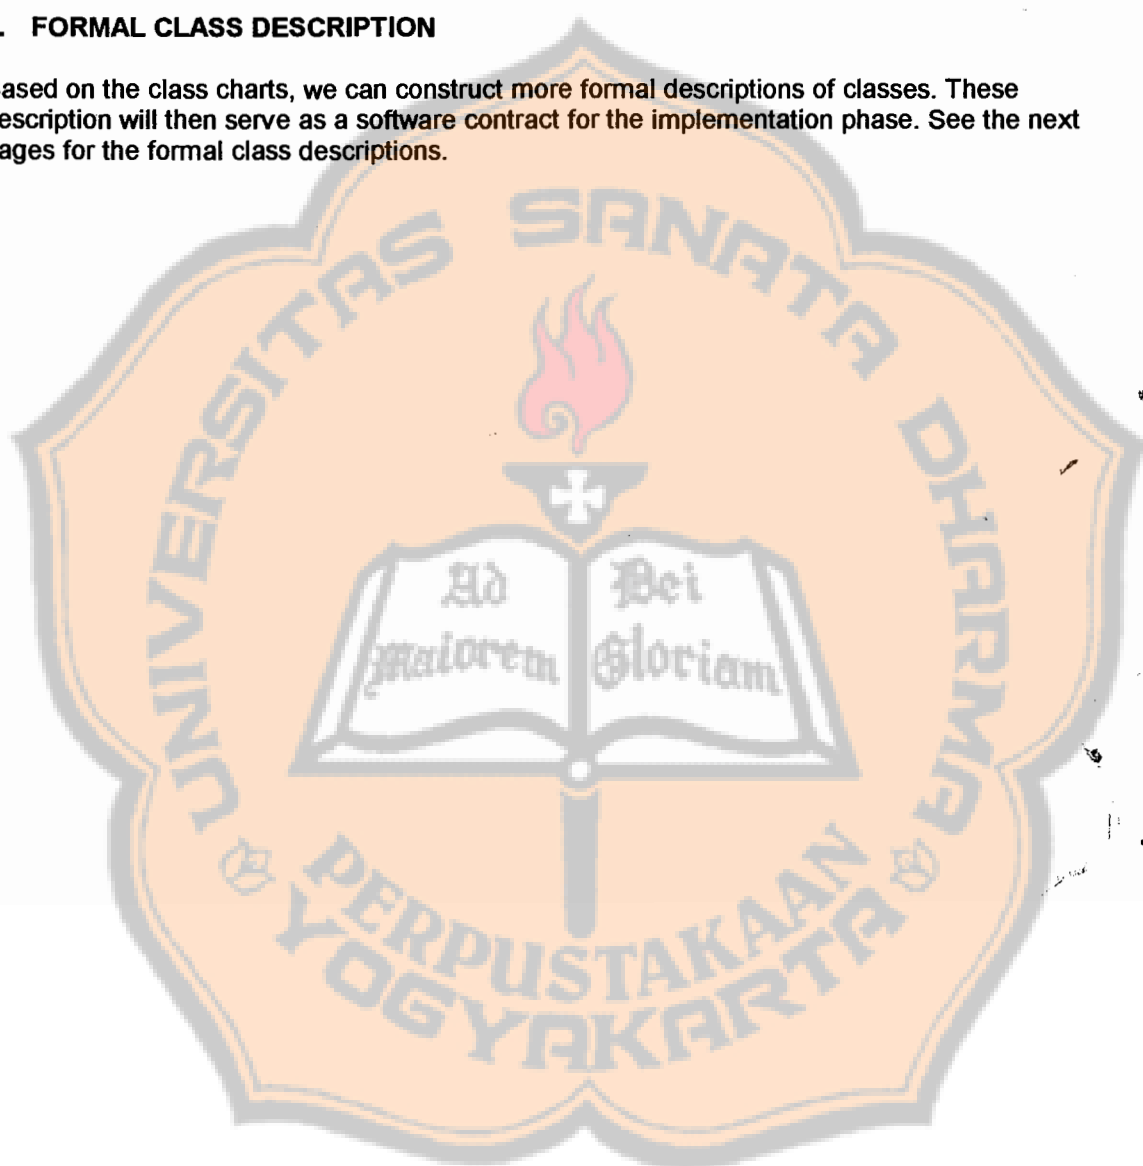 . FORMAL CLASS DESCRIPTION
ased on the class charts, we can construct more formal descriptions of classes. These
escription will then serve as a software contract for the implementation phase. See the next
ages for the formal class descriptions.
UNIVERSITAS SANATA DHARMA
Ad Dei
maiorem Gloriam
PERPUSTAKAAN
YOGYAKARTA